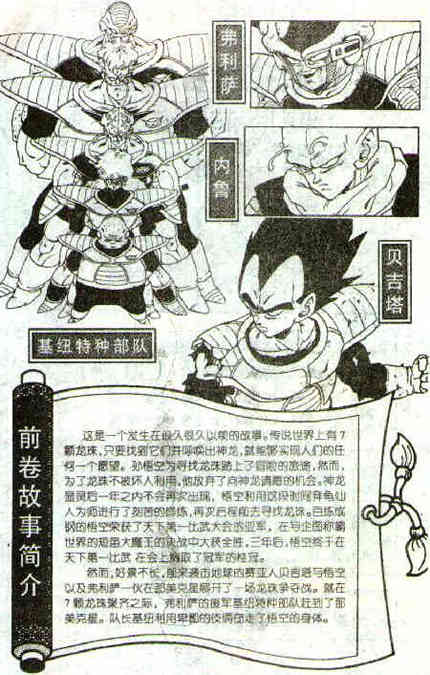 弗利萨
内鲁
贝吉塔
基纽特种部队
前卷故事简介
这是一个发生在很久很久以前的故事。传说世界上有7
颗龙珠,只要找到它们并呼唤出神龙,就能够实现人们的任
何一个愿望。孙悟空为寻找龙珠踏上了冒险的旅途,然而,
为了龙珠不被坏人利用,他放弃了向神龙请愿的机会。神龙
显灵后一年之内不会再次出现,悟空利用这段时间拜龟仙
人为师进行了刻苦的修炼,再次启程前去寻找龙珠。百炼成
钢的悟空荣获了天下第一比武大会的亚军,在与企图称霸
世界的短笛大魔王的决战中大获全胜。三年后,悟空终于在
天下第一比武 在会上摘取了冠军的桂冠。
然而,好景不长,前来袭击地球的赛亚人贝吉塔与悟空
以及弗利萨一伙在那美克星展开了一场龙珠争夺战。就在
7颗龙珠聚齐之际,弗利萨的援军基纽特种部队赶到了那
美克星。队长基纽利用卑鄙的伎俩夺走了悟空的身体。